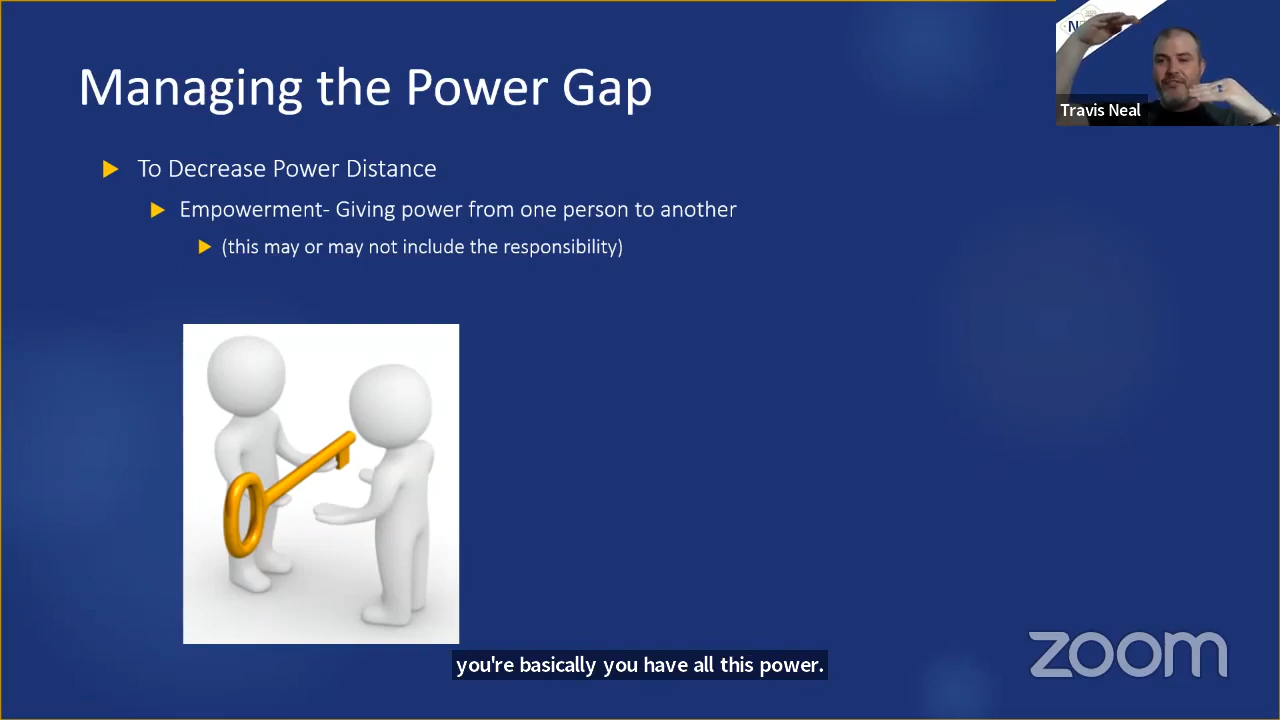 Managing the Power Gap
Travis Neal
To Decrease Power Distance
Empowerment- Giving power from one person to another
(this may or may not include the responsibility)
you're basically you have all this power.
zoom